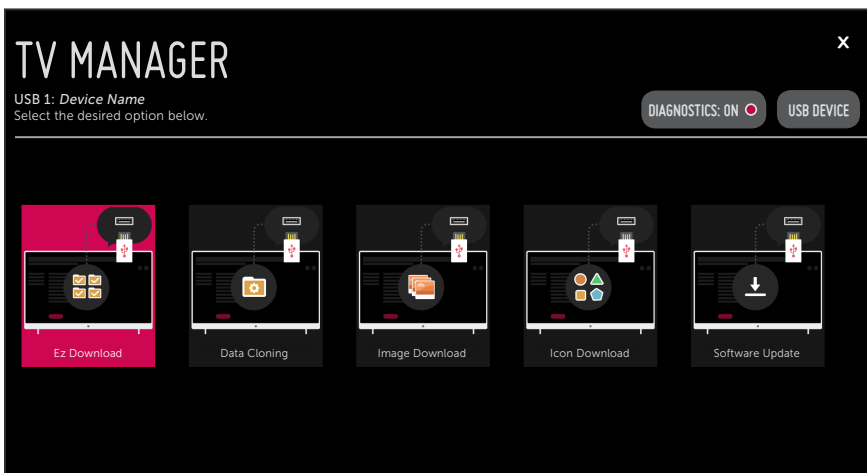 X
TV MANAGER
USB 1: Device Name
Select the desired option below.
DIAGNOSTICS: ON
USB DEVICE
Ez Download
Data Cloning
Image Download
Icon Download
Software Update